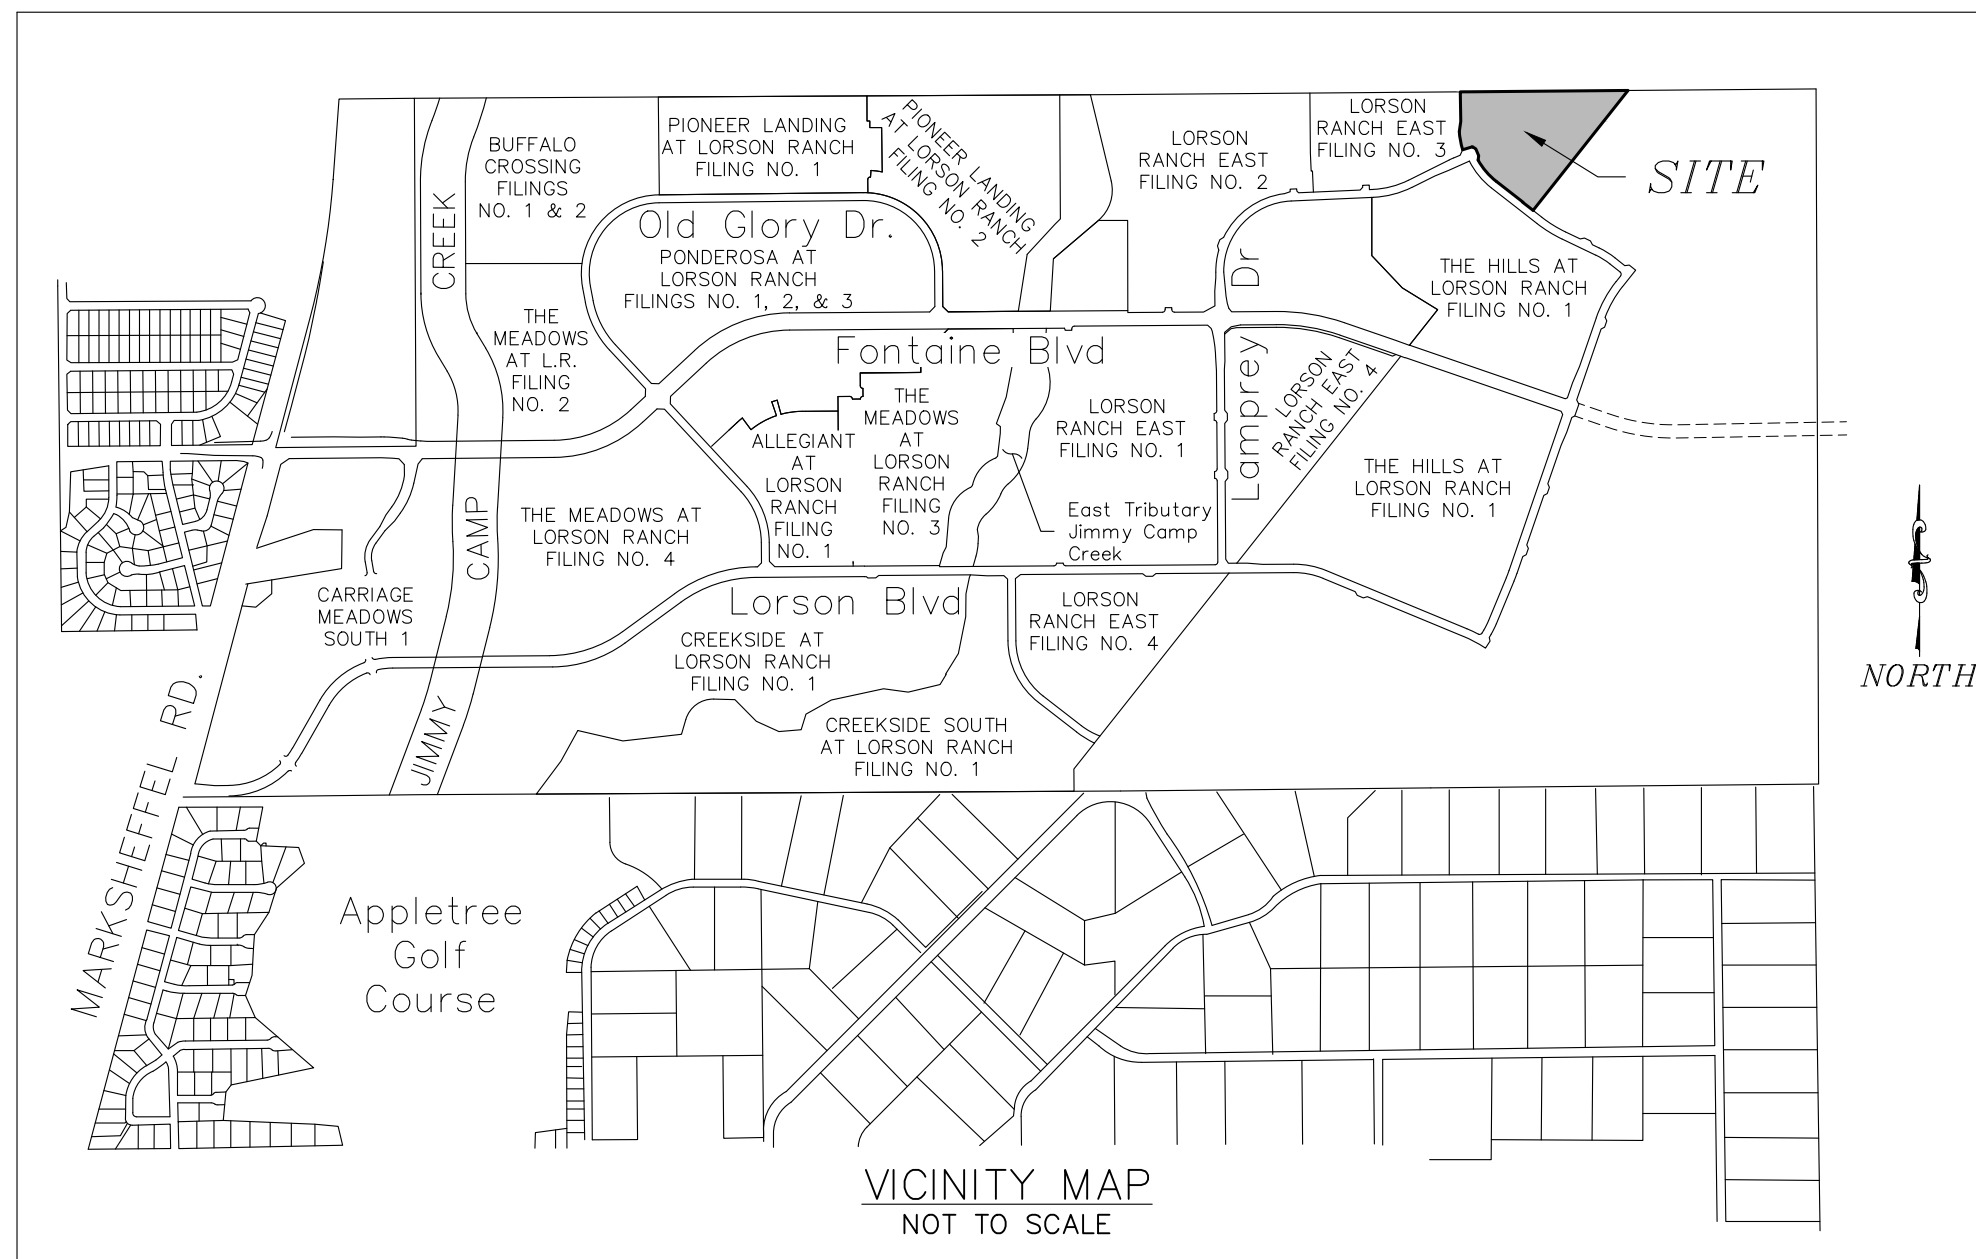 BUFFALO
CROSSING
FILINGS
NO. 1 & 2
PIONEER LANDING
AT LORSON RANCH
FILING NO. 1
PIONEER LANDING
AT LORSON RANCH
FILING NO. 2
LORSON
RANCH EAST
FILING NO. 2
LORSON
RANCH EAST
FILING NO. 3
SITE
Old Glory Dr.
PONDEROSA AT
LORSON RANCH
FILINGS NO. 1, 2, & 3
THE
MEADOWS
AT L.R.
FILING
NO. 2
JIMMY CAMP CREEK
Fontaine Blvd
Lamprey Dr
THE HILLS AT
LORSON RANCH
FILING NO. 1
LORSON
RANCH EAST
FILING NO. 4
ALLEGIANT
AT
LORSON
RANCH
FILING
NO. 1
THE
MEADOWS
AT
LORSON
RANCH
FILING
NO. 3
LORSON
RANCH EAST
FILING NO. 1
THE HILLS AT
LORSON RANCH
FILING NO. 1
East Tributary
Jimmy Camp
Creek
THE MEADOWS AT
LORSON RANCH
FILING NO. 4
CARRIAGE
MEADOWS
SOUTH 1
Lorson Blvd
LORSON
RANCH EAST
FILING NO. 4
CREEKSIDE AT
LORSON RANCH
FILING NO. 1
CREEKSIDE SOUTH
AT LORSON RANCH
FILING NO. 1
NORTH
MARKSHEFFEL RD.
Appletree
Golf
Course
VICINITY MAP
NOT TO SCALE